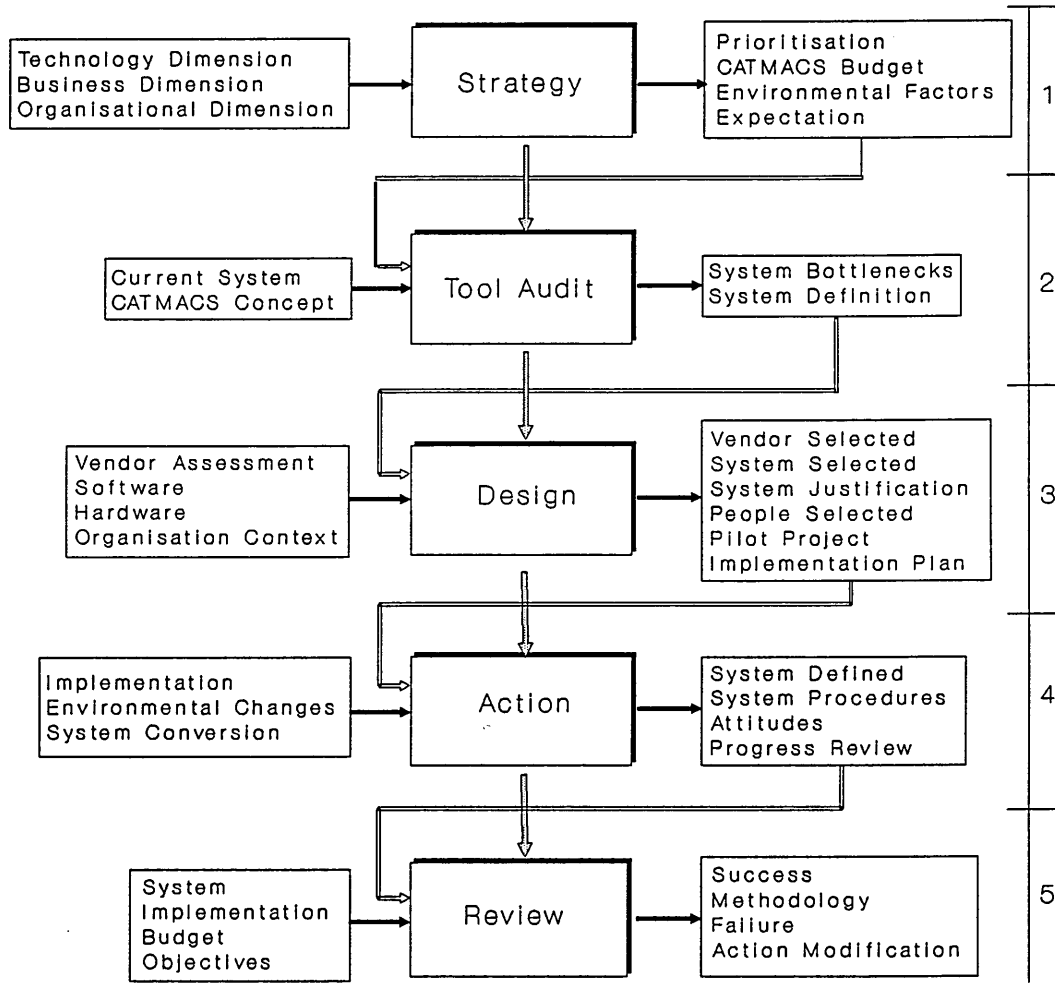 Technology Dimension
Business Dimension
Organisational Dimension
Strategy
Prioritisation
CATMACS Budget
Environmental Factors
Expectation
1
Current System
CATMACS Concept
Tool Audit
System Bottlenecks
System Definition
2
Vendor Assessment
Software
Hardware
Organisation Context
Design
Vendor Selected
System Selected
System Justification
People Selected
Pilot Project
Implementation Plan
3
Implementation
Environmental Changes
System Conversion
Action
System Defined
System Procedures
Attitudes
Progress Review
4
System
Implementation
Budget
Objectives
Review
Success
Methodology
Failure
Action Modification
5